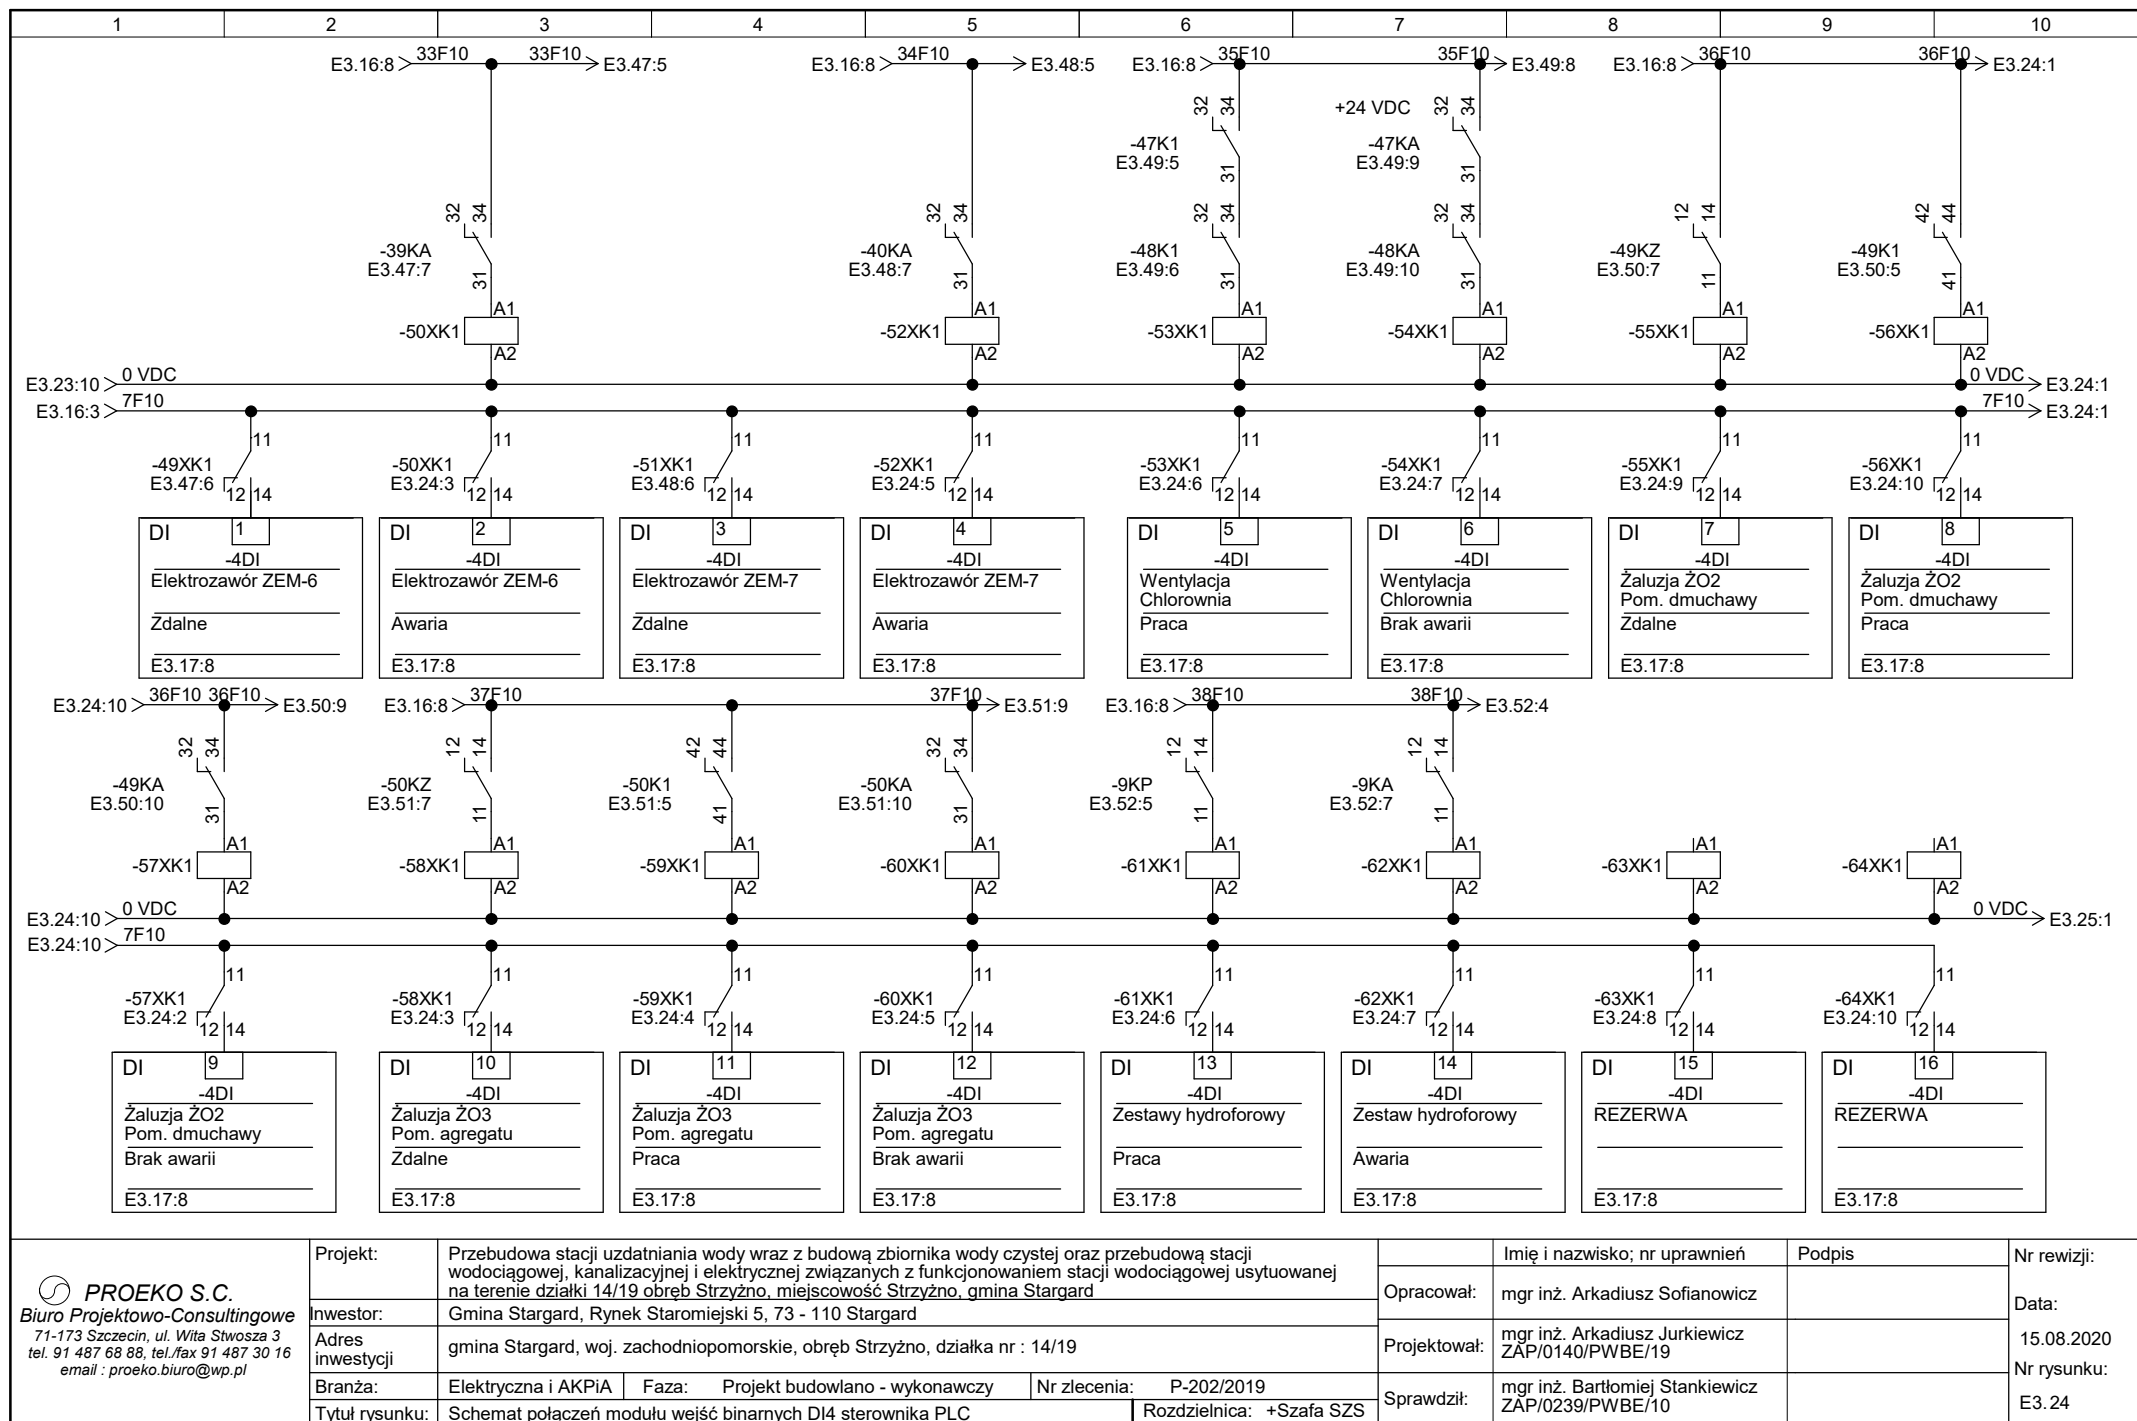 1 2 3 4 5 6 7 8 9 10
E3.16:8 33F10 33F10 E3.47:5 E3.16:8 34F10 E3.48:5 E3.16:8 35F10 35F10 E3.49:8 E3.16:8 36F10 36F10 E3.24:1
32 34 +24 VDC 32 34
-47K1 -47KA
E3.49:5 E3.49:9
31 31
32 34 32 34 32 34 32 34 12 14 42 44
-39KA -40KA -48K1 -48KA -49KZ -49K1
E3.47:7 E3.48:7 E3.49:6 E3.49:10 E3.50:7 E3.50:5
31 31 31 31 11 41
A1 A1 A1 A1 A1 A1
-50XK1 -52XK1 -53XK1 -54XK1 -55XK1 -56XK1
A2 A2 A2 A2 A2 A2
E3.23:10 0 VDC 0 VDC E3.24:1
E3.16:3 7F10 7F10 E3.24:1
11 11 11 11 11 11 11 11
-49XK1 -50XK1 -51XK1 -52XK1 -53XK1 -54XK1 -55XK1 -56XK1
E3.47:6 E3.24:3 E3.48:6 E3.24:5 E3.24:6 E3.24:7 E3.24:9 E3.24:10
12 14 12 14 12 14 12 14 12 14 12 14 12 14 12 14
DI 1 DI 2 DI 3 DI 4 DI 5 DI 6 DI 7 DI 8
-4DI -4DI -4DI -4DI -4DI -4DI -4DI -4DI
Elektrozawór ZEM-6 Elektrozawór ZEM-6 Elektrozawór ZEM-7 Elektrozawór ZEM-7 Wentylacja Wentylacja Żaluzja ŻO2 Żaluzja ŻO2
Chlorownia Chlorownia Pom. dmuchawy Pom. dmuchawy
Zdalne Awaria Zdalne Awaria Praca Brak awarii Zdalne Praca
E3.17:8 E3.17:8 E3.17:8 E3.17:8 E3.17:8 E3.17:8 E3.17:8 E3.17:8
E3.24:10 36F10 36F10 E3.50:9 E3.16:8 37F10 37F10 E3.51:9 E3.16:8 38F10 38F10 E3.52:4
32 34 12 14 42 44 32 34 12 14 12 14
-49KA -50KZ -50K1 -50KA -9KP -9KA
E3.50:10 E3.51:7 E3.51:5 E3.51:10 E3.52:5 E3.52:7
31 11 41 31 11 11
A1 A1 A1 A1 A1 A1 A1 A1
-57XK1 -58XK1 -59XK1 -60XK1 -61XK1 -62XK1 -63XK1 -64XK1
A2 A2 A2 A2 A2 A2 A2 A2
E3.24:10 0 VDC 0 VDC E3.25:1
E3.24:10 7F10
11 11 11 11 11 11 11 11
-57XK1 -58XK1 -59XK1 -60XK1 -61XK1 -62XK1 -63XK1 -64XK1
E3.24:2 E3.24:3 E3.24:4 E3.24:5 E3.24:6 E3.24:7 E3.24:8 E3.24:10
12 14 12 14 12 14 12 14 12 14 12 14 12 14 12 14
DI 9 DI 10 DI 11 DI 12 DI 13 DI 14 DI 15 DI 16
-4DI -4DI -4DI -4DI -4DI -4DI -4DI -4DI
Żaluzja ŻO2 Żaluzja ŻO3 Żaluzja ŻO3 Żaluzja ŻO3 Zestawy hydroforowy Zestaw hydroforowy REZERWA REZERWA
Pom. dmuchawy Pom. agregatu Pom. agregatu Pom. agregatu
Brak awarii Zdalne Praca Brak awarii Praca Awaria
E3.17:8 E3.17:8 E3.17:8 E3.17:8 E3.17:8 E3.17:8 E3.17:8 E3.17:8
PROEKO S.C.
Biuro Projektowo-Consultingowe
71-173 Szczecin, ul. Wita Stwosza 3
tel. 91 487 68 88, tel./fax 91 487 30 16
email : proeko.biuro@wp.pl
Projekt: Przebudowa stacji uzdatniania wody wraz z budową zbiornika wody czystej oraz przebudową stacji
wodociągowej, kanalizacyjnej i elektrycznej związanych z funkcjonowaniem stacji wodociągowej usytuowanej
na terenie działki 14/19 obręb Strzyżno, miejscowość Strzyżno, gmina Stargard
Inwestor: Gmina Stargard, Rynek Staromiejski 5, 73 - 110 Stargard
Adres inwestycji gmina Stargard, woj. zachodniopomorskie, obręb Strzyżno, działka nr : 14/19
Branża: Elektryczna i AKPiA Faza: Projekt budowlano - wykonawczy Nr zlecenia: P-202/2019
Tytuł rysunku: Schemat połączeń modułu wejść binarnych DI4 sterownika PLC Rozdzielnica: +Szafa SZS
Imię i nazwisko; nr uprawnień Podpis
Opracował: mgr inż. Arkadiusz Sofianowicz
Projektował: mgr inż. Arkadiusz Jurkiewicz
ZAP/0140/PWBE/19
Sprawdził: mgr inż. Bartłomiej Stankiewicz
ZAP/0239/PWBE/10
Nr rewizji:
Data:
15.08.2020
Nr rysunku:
E3.24